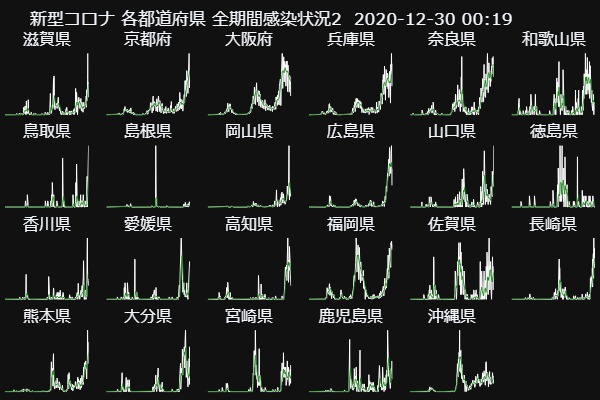 新型コロナ 各都道府県 全期間感染状況2 2020-12-30 00:19
滋賀県 京都府 大阪府 兵庫県 奈良県 和歌山県
鳥取県 島根県 岡山県 広島県 山口県 徳島県
香川県 愛媛県 高知県 福岡県 佐賀県 長崎県
熊本県 大分県 宮崎県 鹿児島県 沖縄県